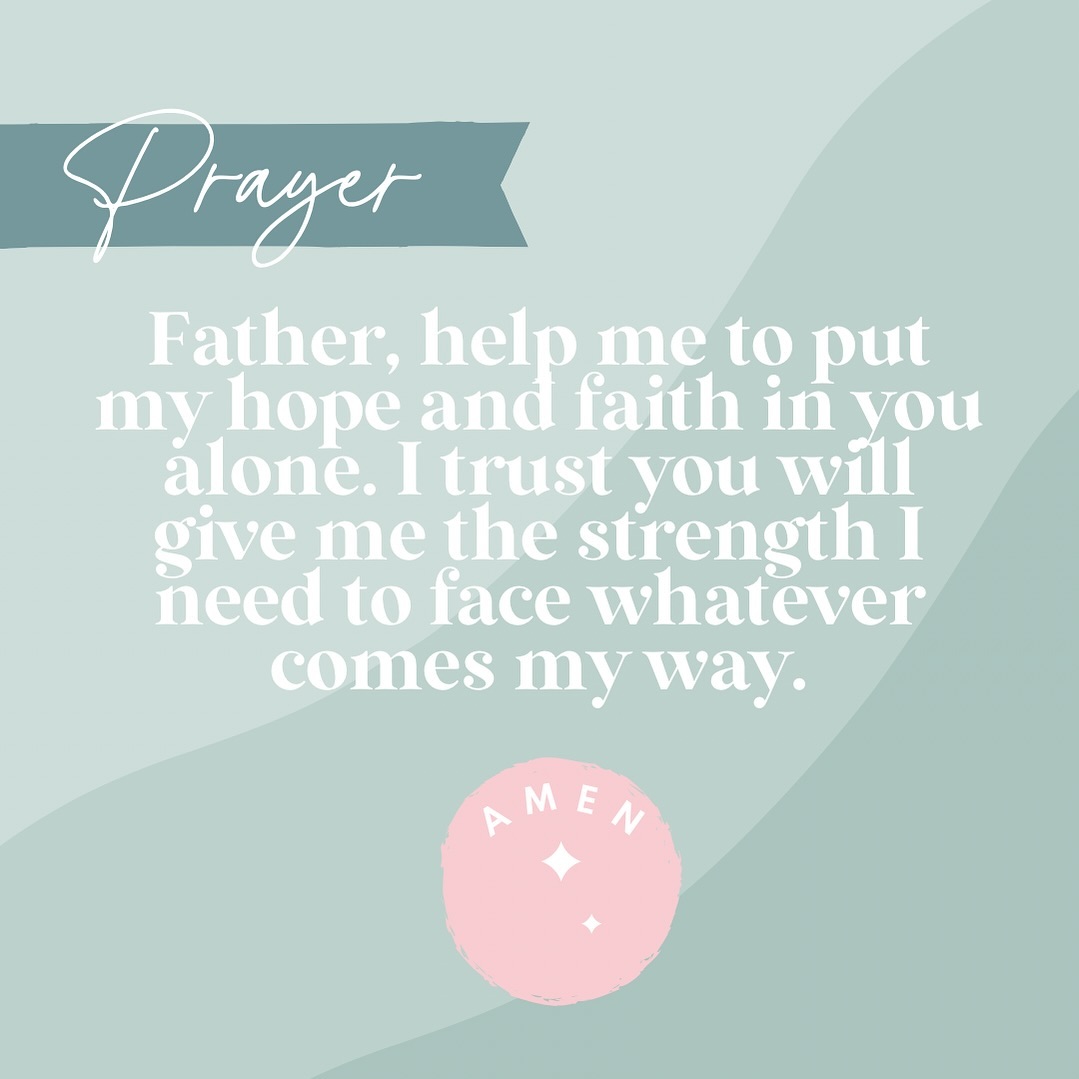 Prayer
Father, help me to put
my hope and faith in you
alone. I trust you will
give me the strength I
need to face whatever
comes my way.
AMEN